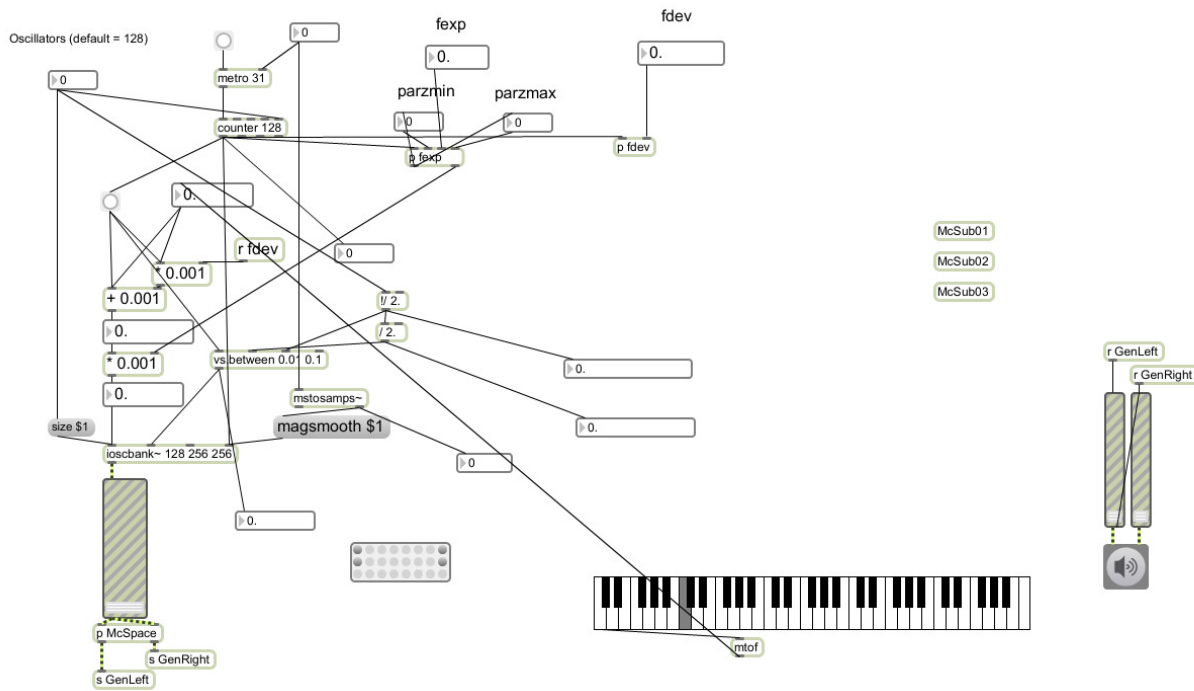 fdev
fexp
Oscillators (default = 128)
0
0.
0.
0
metro 31
parzmin
parzmax
0
0
counter 128
p fexp
p fdev
0.
McSub01
r fdev
0
McSub02
* 0.001
McSub03
+ 0.001
!/ 2.
0.
/ 2.
r GenLeft
* 0.001
vs.between 0.01 0.1
0.
r GenRight
0.
mstosamps~
size $1
magsmooth $1
0.
ioscbank~ 128 256 256
0
0.
p McSpace
mtof
s GenRight
s GenLeft